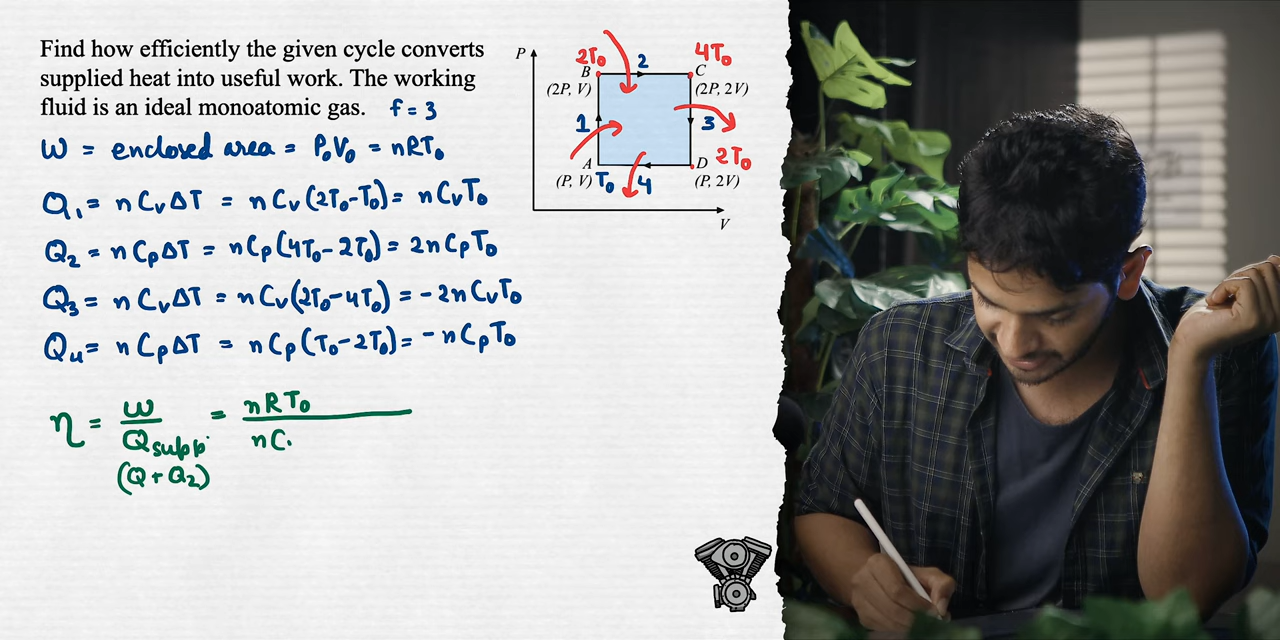 Find how efficiently the given cycle converts
supplied heat into useful work. The working
fluid is an ideal monoatomic gas. f = 3
W = enclosed area = P₀V₀ = nRT₀
Q₁ = nCvΔT = nCv(2T₀-T₀) = nCvT₀
Q₂ = nCpΔT = nCp(4T₀-2T₀) = 2nCpT₀
Q₃ = nCvΔT = nCv(2T₀-4T₀) = -2nCvT₀
Q₄ = nCpΔT = nCp(T₀-2T₀) = -nCpT₀
η = W/Qsupp. = nRT₀/nC
(Q+Q₂)
P
2T₀
2
4T₀
B
C
(2P, V)
(2P, 2V)
1
3
A
D
2T₀
(P, V)
T₀
4
(P, 2V)
V